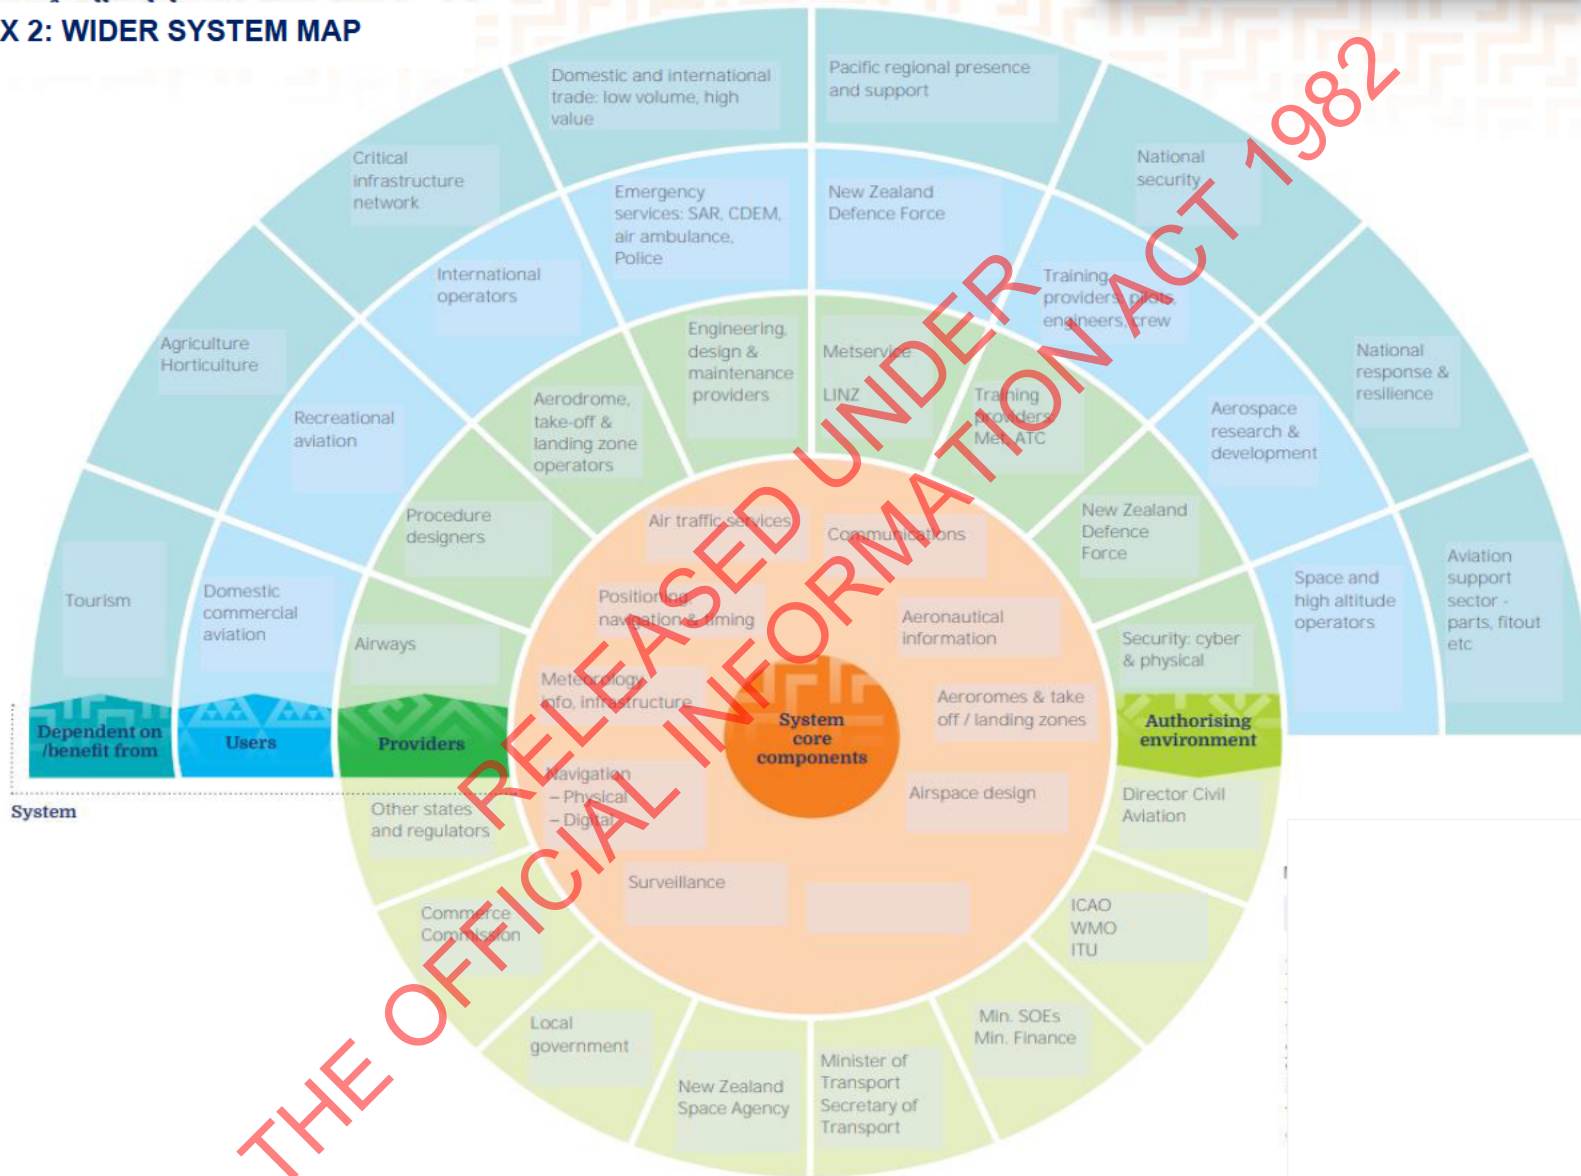 X 2: WIDER SYSTEM MAP
Domestic and international
trade: low volume, high
value
Pacific regional presence
and support
Critical
infrastructure
network
National
security
Agriculture
Horticulture
National
response &
resilience
Tourism
Aviation
support
sector -
parts, fitout
etc
Emergency
services: SAR, CDEM,
air ambulance,
Police
New Zealand
Defence Force
International
operators
Training
providers: pilots,
engineers, crew
Recreational
aviation
Aerospace
research &
development
Domestic
commercial
aviation
Space and
high altitude
operators
Engineering,
design &
maintenance
providers
Metservice
LINZ
Aerodrome,
take-off &
landing zone
operators
Training
providers
Met, ATC
Procedure
designers
New Zealand
Defence
Force
Airways
Security: cyber
& physical
Air traffic services
Communications
Positioning
navigation & timing
Aeronautical
information
Meteorology
info, infrastructure
Aeroromes & take
off / landing zones
Navigation
– Physical
– Digital
Airspace design
Surveillance
System
core
components
Dependent on
/benefit from
Users
Providers
Authorising
environment
System
Other states
and regulators
Director Civil
Aviation
Commerce
Commission
ICAO
WMO
ITU
Local
government
Min. SOEs
Min. Finance
New Zealand
Space Agency
Minister of
Transport
Secretary of
Transport
RELEASED UNDER
THE OFFICIAL INFORMATION ACT 1982